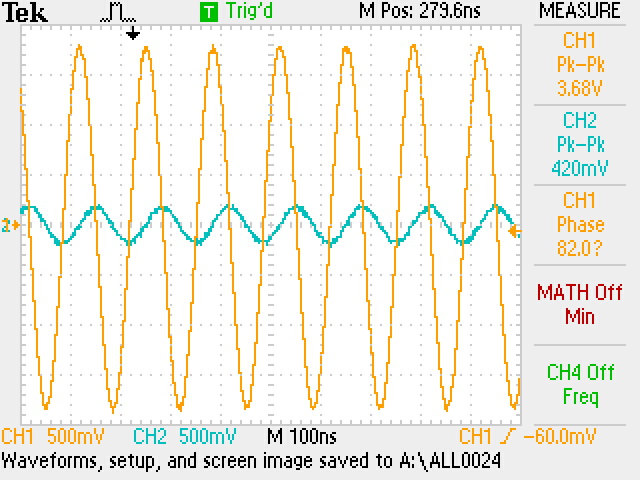 Tek
T Trig'd
M Pos: 279.6ns
MEASURE
CH1
Pk-Pk
3.68V
CH2
Pk-Pk
420mV
CH1
Phase
82.0?
MATH Off
Min
CH4 Off
Freq
2
CH1 500mV CH2 500mV M 100ns CH1 -60.0mV
Waveforms, setup, and screen image saved to A:\ALL0024